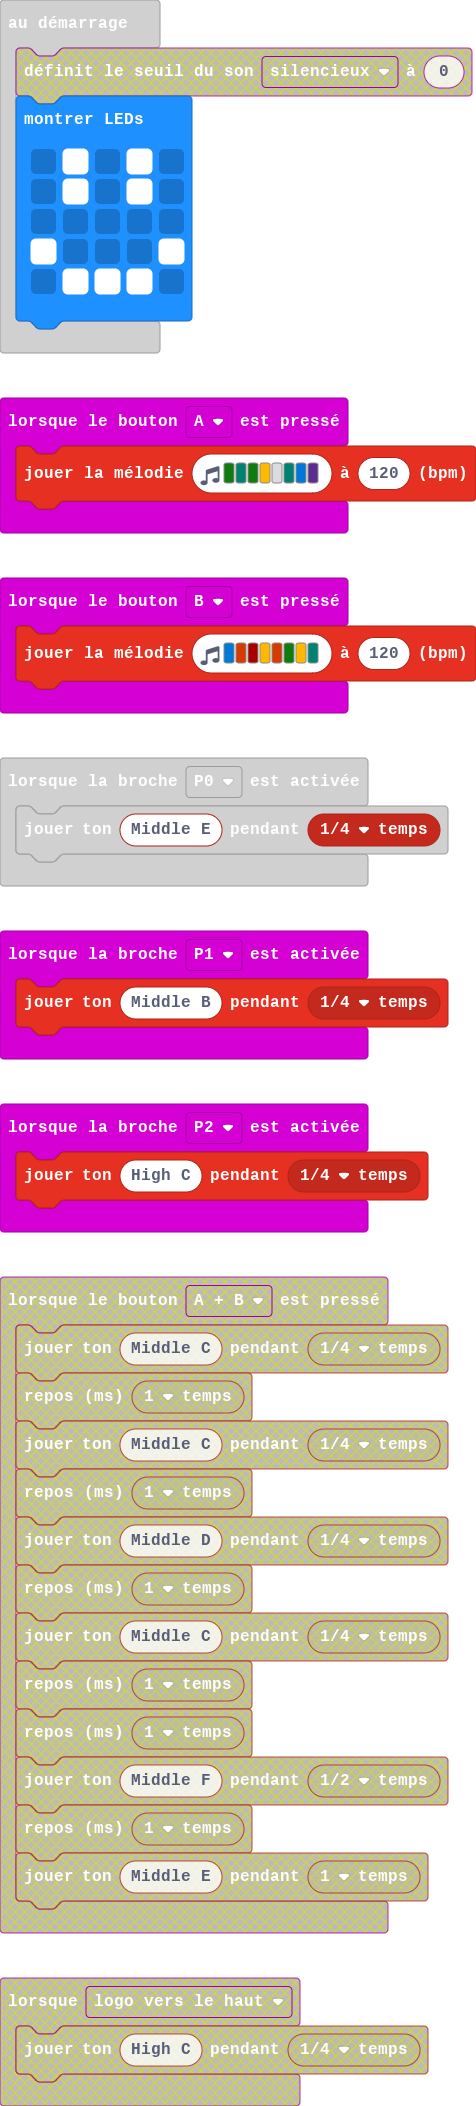 au démarrage
définit le seuil du son silencieux à 0
montrer LEDs
lorsque le bouton A est pressé
jouer la mélodie à 120 (bpm)
lorsque le bouton B est pressé
jouer la mélodie à 120 (bpm)
lorsque la broche P0 est activée
jouer ton Middle E pendant 1/4 temps
lorsque la broche P1 est activée
jouer ton Middle B pendant 1/4 temps
lorsque la broche P2 est activée
jouer ton High C pendant 1/4 temps
lorsque le bouton A + B est pressé
jouer ton Middle C pendant 1/4 temps
repos (ms) 1 temps
jouer ton Middle C pendant 1/4 temps
repos (ms) 1 temps
jouer ton Middle D pendant 1/4 temps
repos (ms) 1 temps
jouer ton Middle C pendant 1/4 temps
repos (ms) 1 temps
repos (ms) 1 temps
jouer ton Middle F pendant 1/2 temps
repos (ms) 1 temps
jouer ton Middle E pendant 1 temps
lorsque logo vers le haut
jouer ton High C pendant 1/4 temps